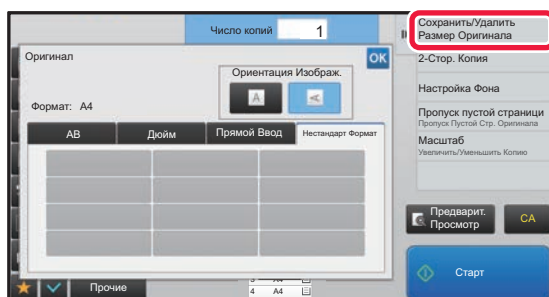 Число копий 1
Сохранить/Удалить
Размер Оригинала
Оригинал
OK
2-Стор. Копия
Ориентация Изображ.
A
A
Настройка Фона
Формат: A4
Пропуск пустой страници
Пропуск Пустой Стр. Оригинала
AB
Дюйм
Прямой Ввод
Нестандарт Формат
Масштаб
Увеличить/Уменьшить Копию
Предварит.
Просмотр
CA
Старт
Прочие
4 A4